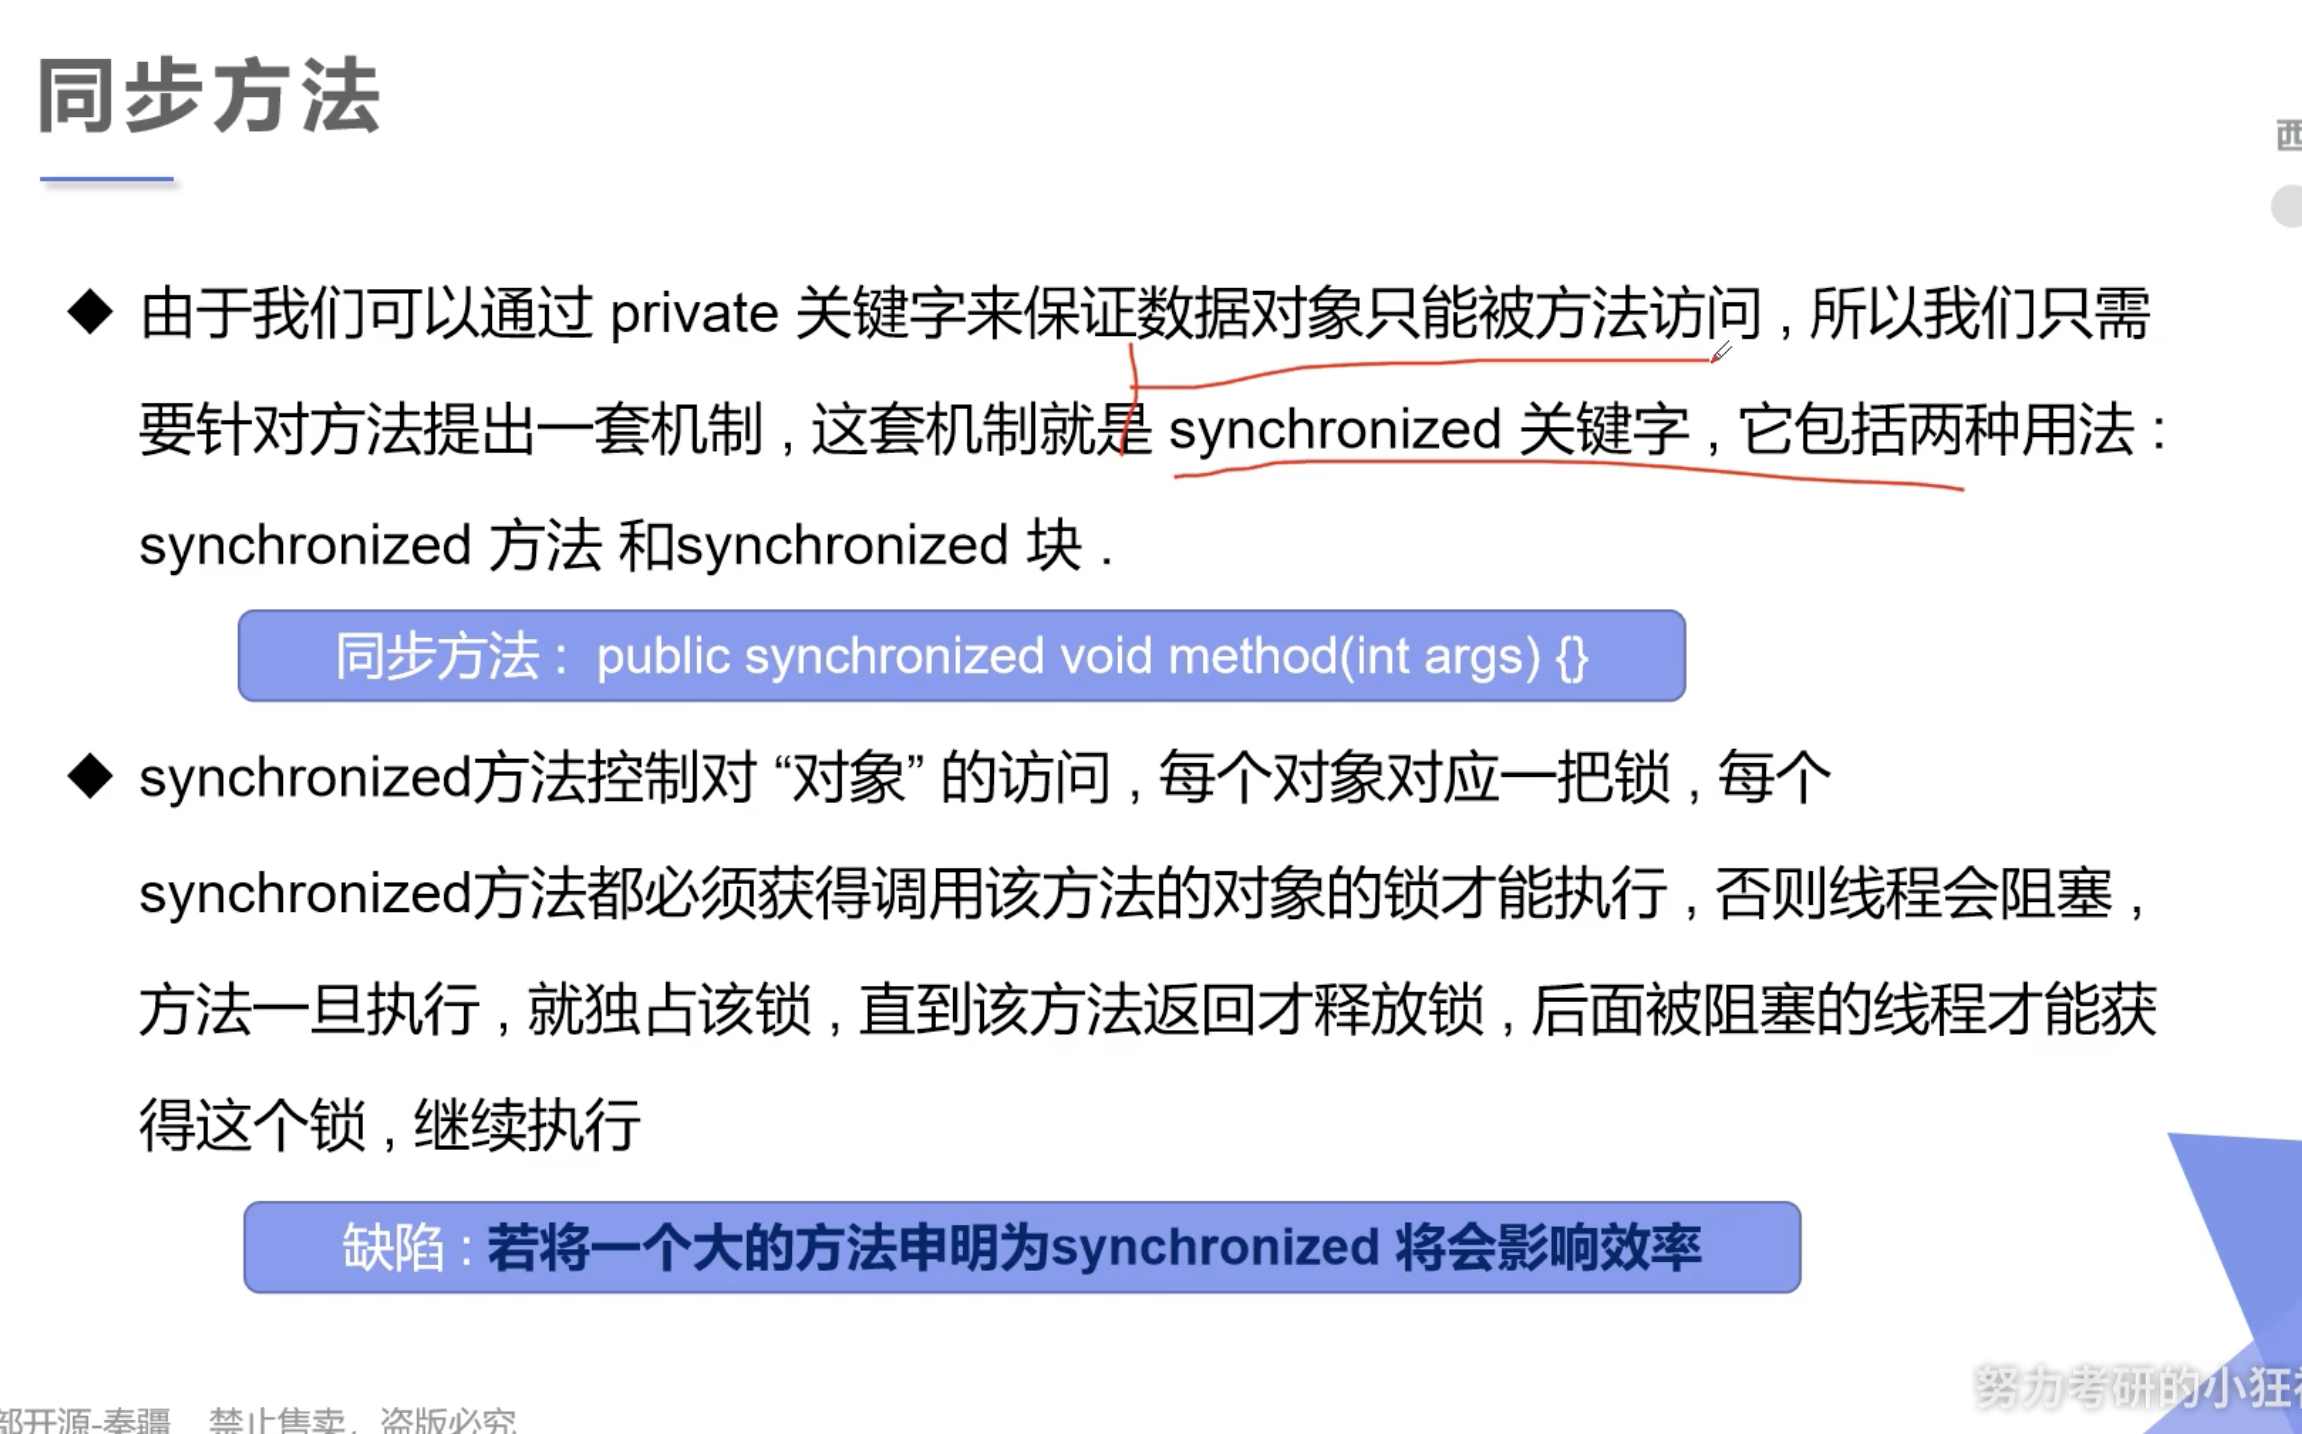 同步方法
西
由于我们可以通过 private 关键字来保证数据对象只能被方法访问 , 所以我们只需
要针对方法提出一套机制 , 这套机制就是 synchronized 关键字 , 它包括两种用法 :
synchronized 方法 和synchronized 块 .
同步方法 : public synchronized void method(int args) {}
synchronized方法控制对 “对象” 的访问 , 每个对象对应一把锁 , 每个
synchronized方法都必须获得调用该方法的对象的锁才能执行 , 否则线程会阻塞 ,
方法一旦执行 , 就独占该锁 , 直到该方法返回才释放锁 , 后面被阻塞的线程才能获
得这个锁 , 继续执行
缺陷 : 若将一个大的方法申明为synchronized 将会影响效率
努力考研的小狂
部开源-秦疆 禁止售卖，盗版必究